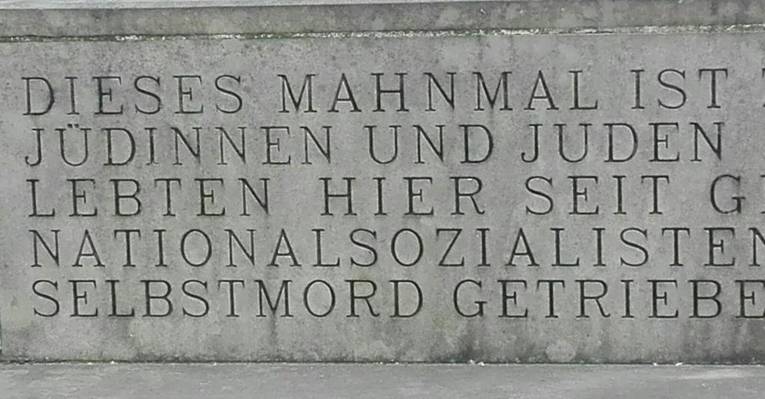 DIESES MAHNMAL IST
JÜDINNEN UND JUDEN
LEBTEN HIER SEIT
NATIONALSOZIALISTEN
SELBSTMORD GETRIEBE